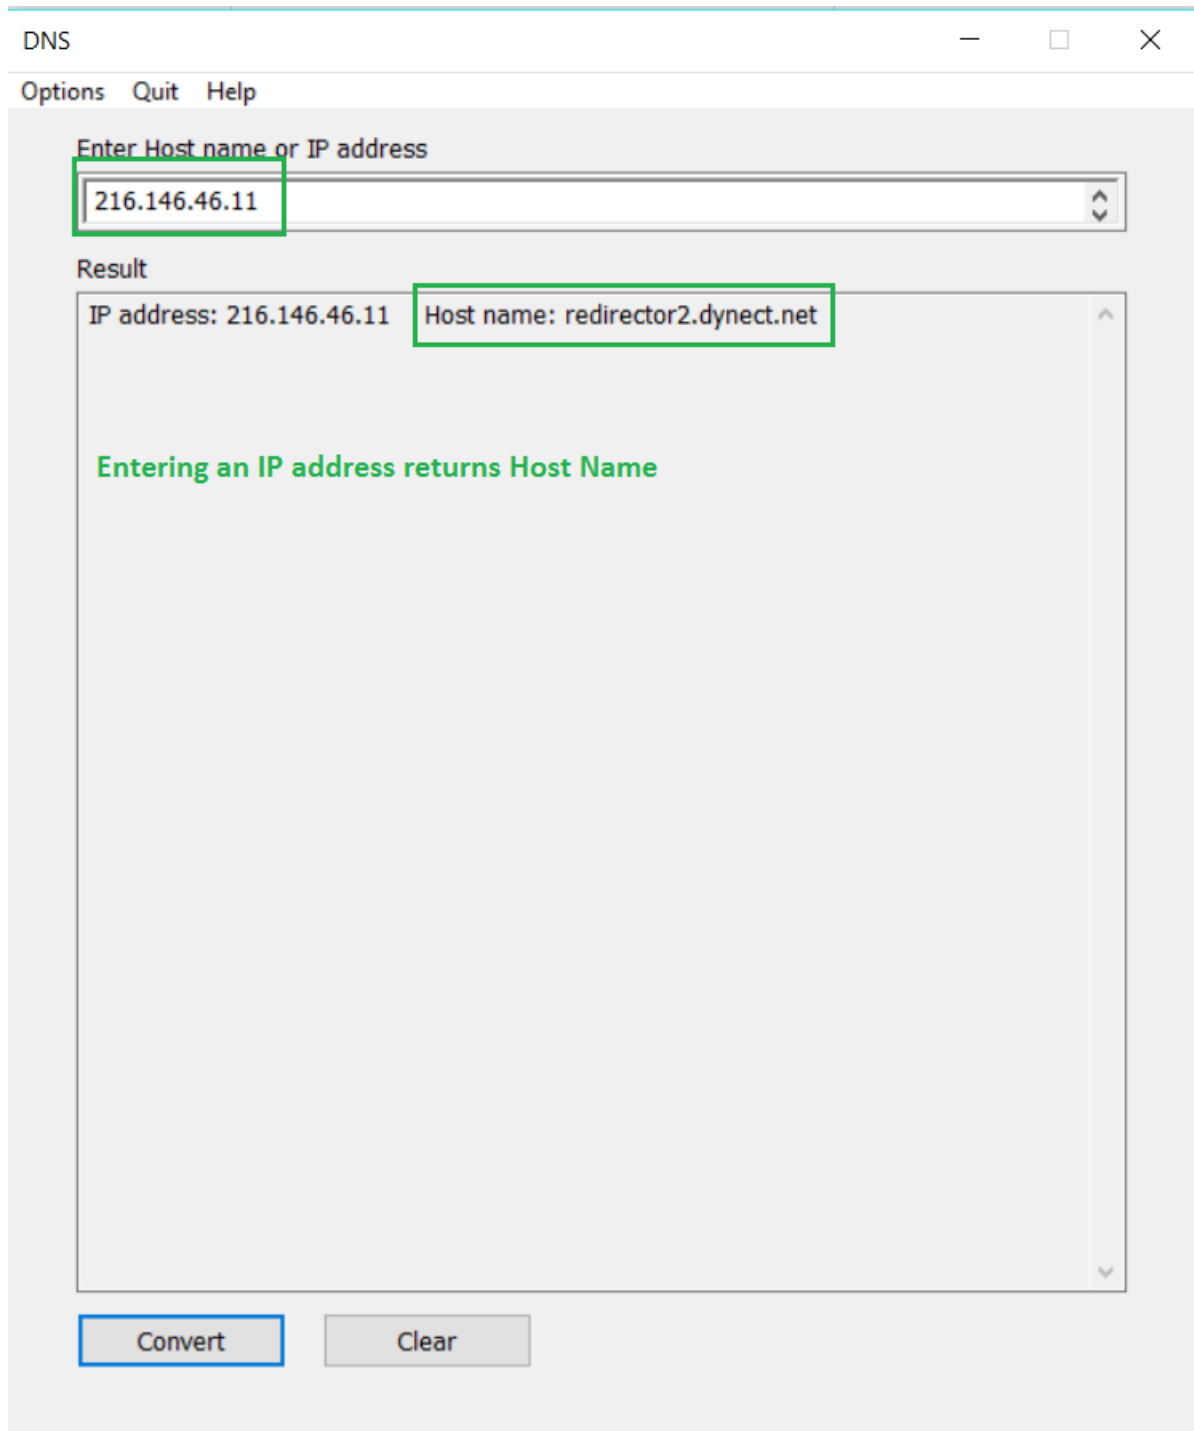 DNS
Options Quit Help
Enter Host name or IP address
216.146.46.11
Result
IP address: 216.146.46.11 Host name: redirector2.dynect.net
Entering an IP address returns Host Name
Convert Clear